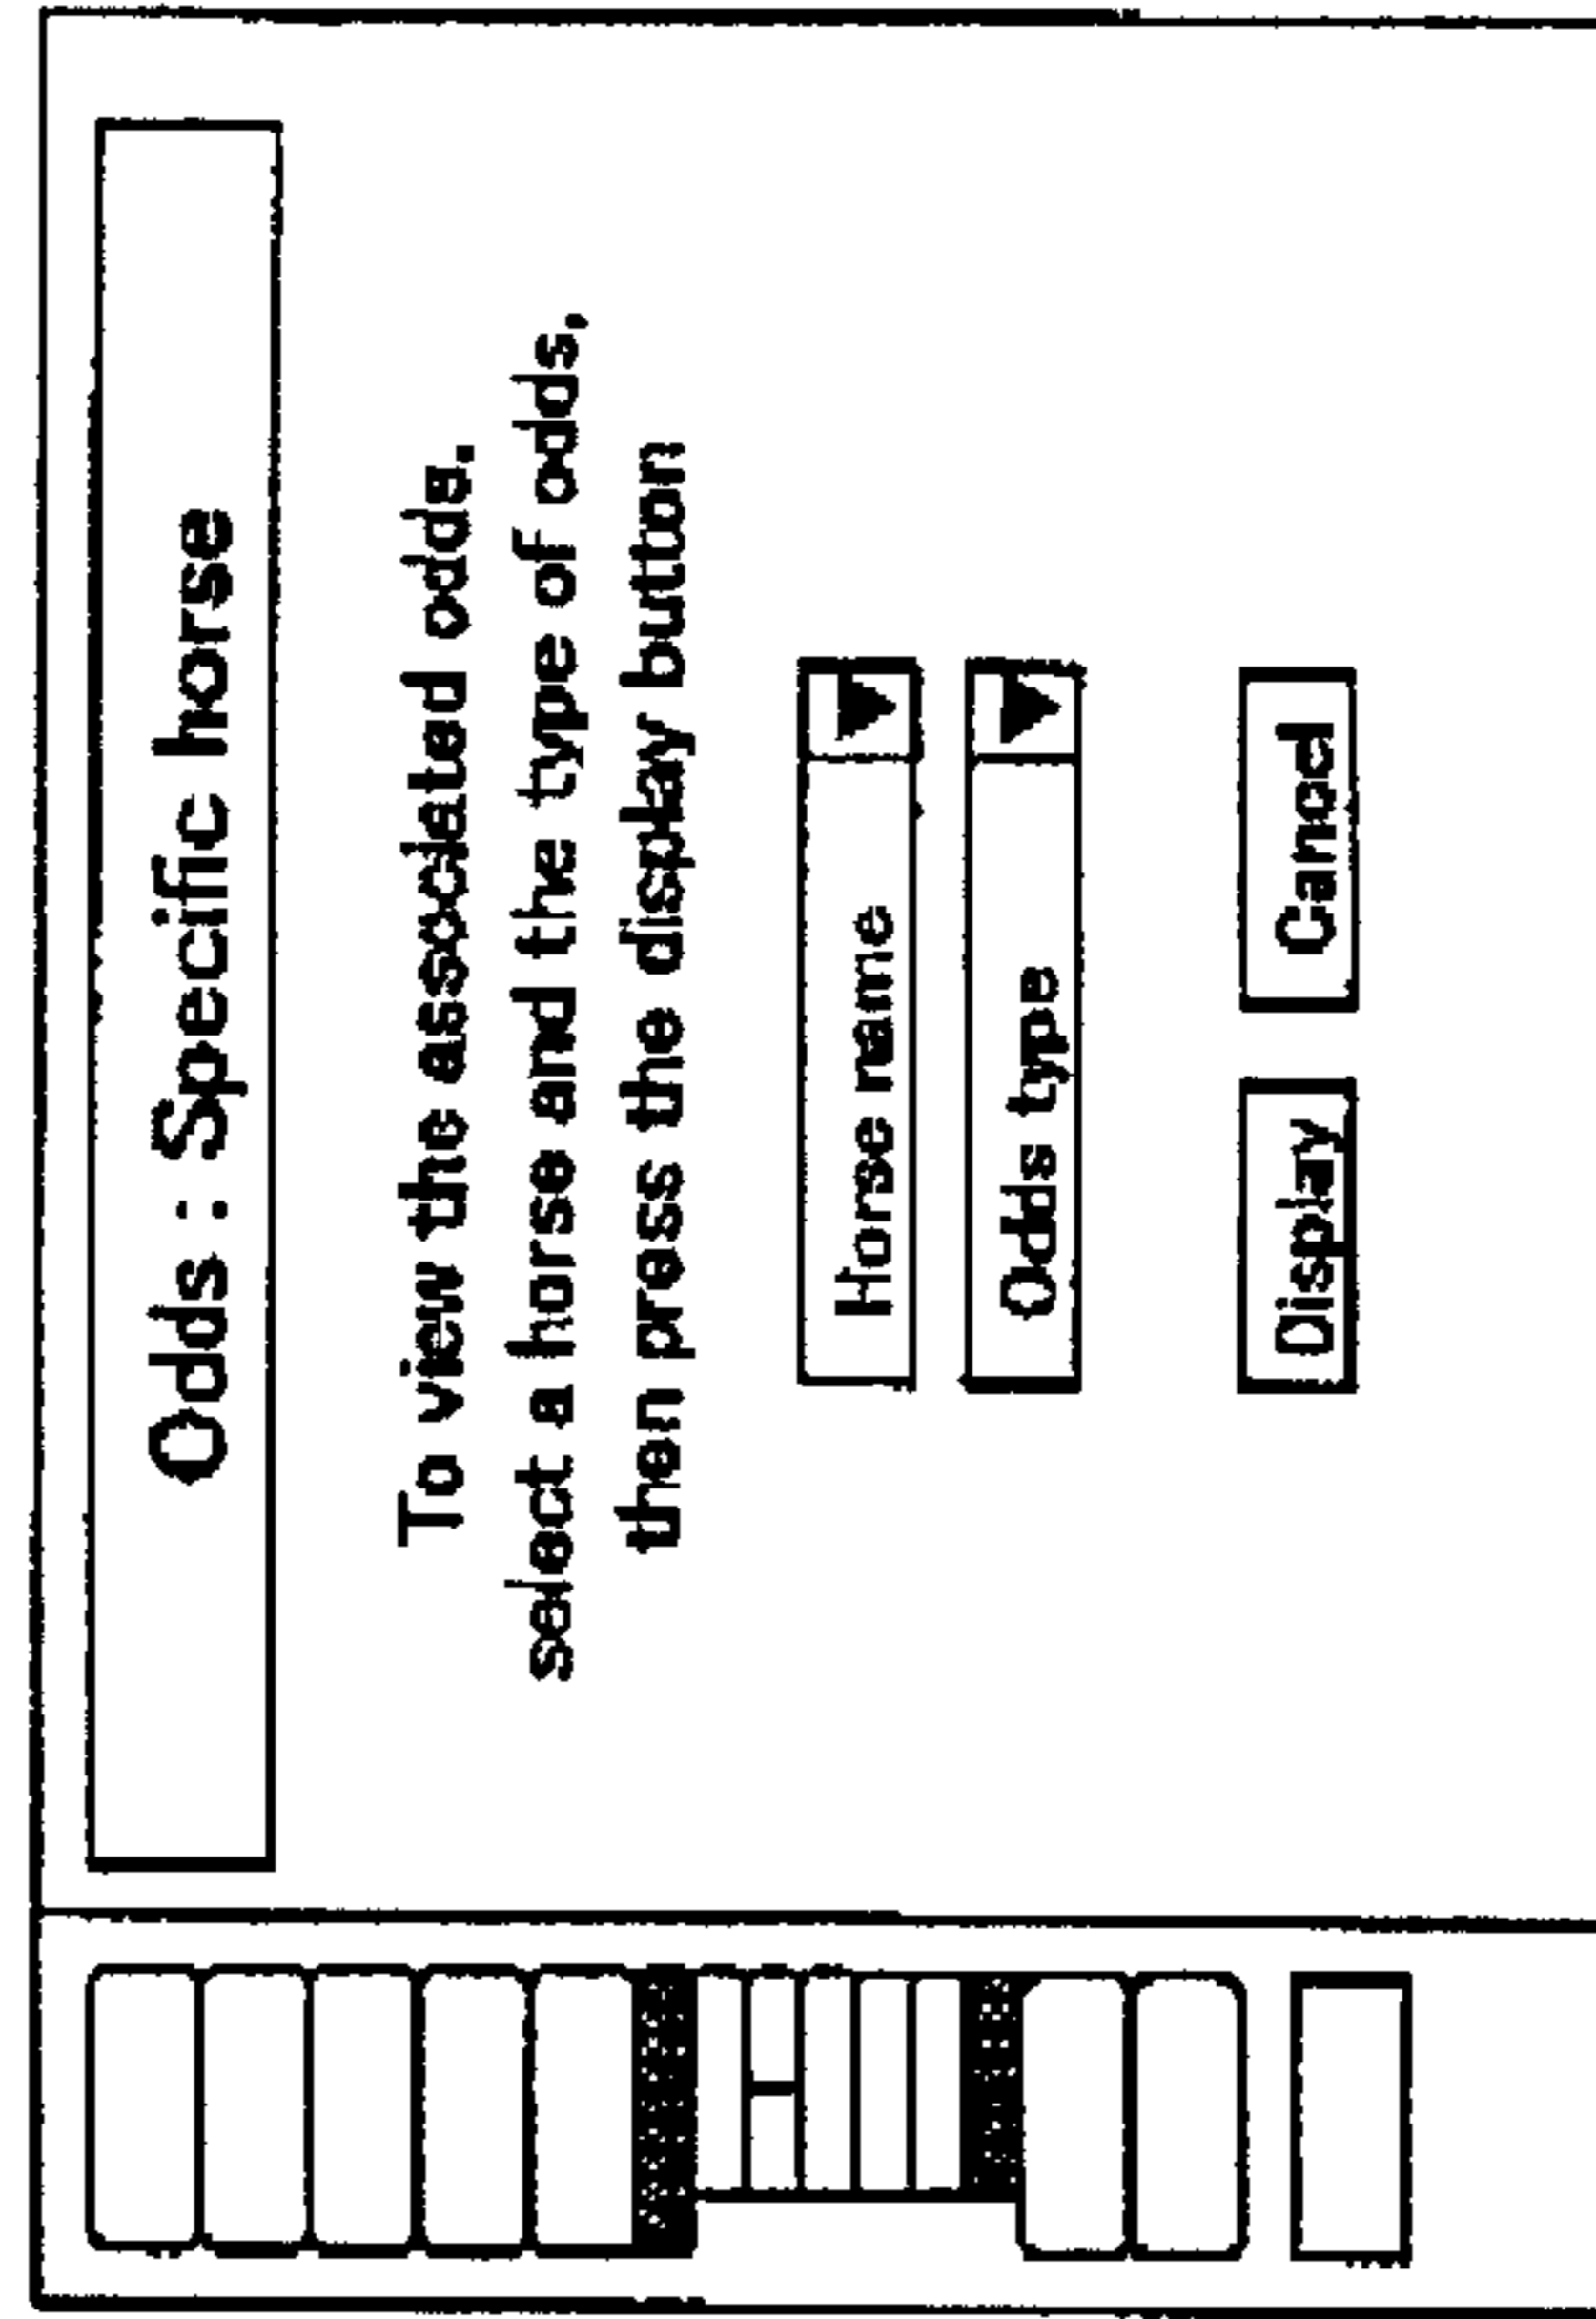 Odds : Specific horse
To view the associated odds,
select a horse and the type of odds,
then press the display button
Horse name
Odds type
Display
Cancel